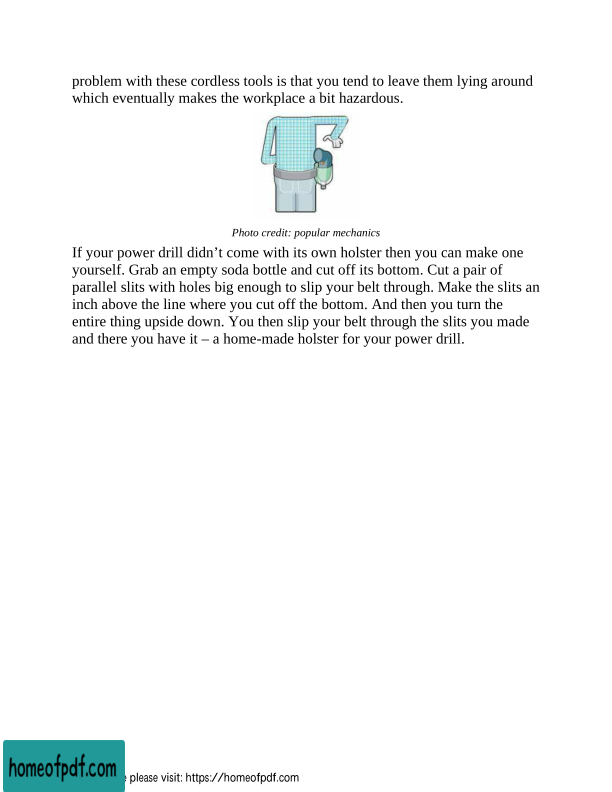 problem with these cordless tools is that you tend to leave them lying around
which eventually makes the workplace a bit hazardous.
Photo credit: popular mechanics
If your power drill didn’t come with its own holster then you can make one
yourself. Grab an empty soda bottle and cut off its bottom. Cut a pair of
parallel slits with holes big enough to slip your belt through. Make the slits an
inch above the line where you cut off the bottom. And then you turn the
entire thing upside down. You then slip your belt through the slits you made
and there you have it – a home-made holster for your power drill.
homeofpdf.com
please visit: https://homeofpdf.com